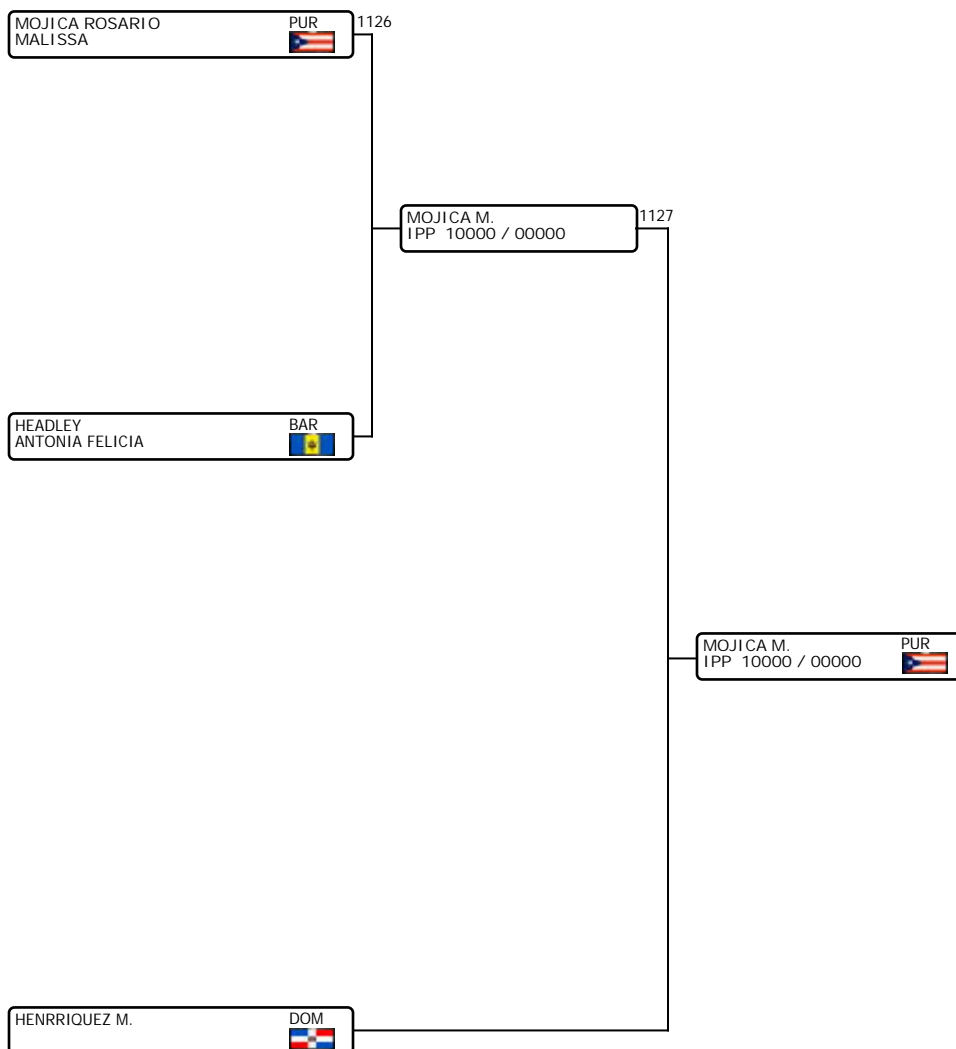 MOJICA ROSARIO PUR 1126
MALISSA
MOJICA M. 1127
IPP 10000 / 00000
HEADLEY BAR
ANTONIA FELICIA
MOJICA M. PUR
IPP 10000 / 00000
HENRRIQUEZ M. DOM